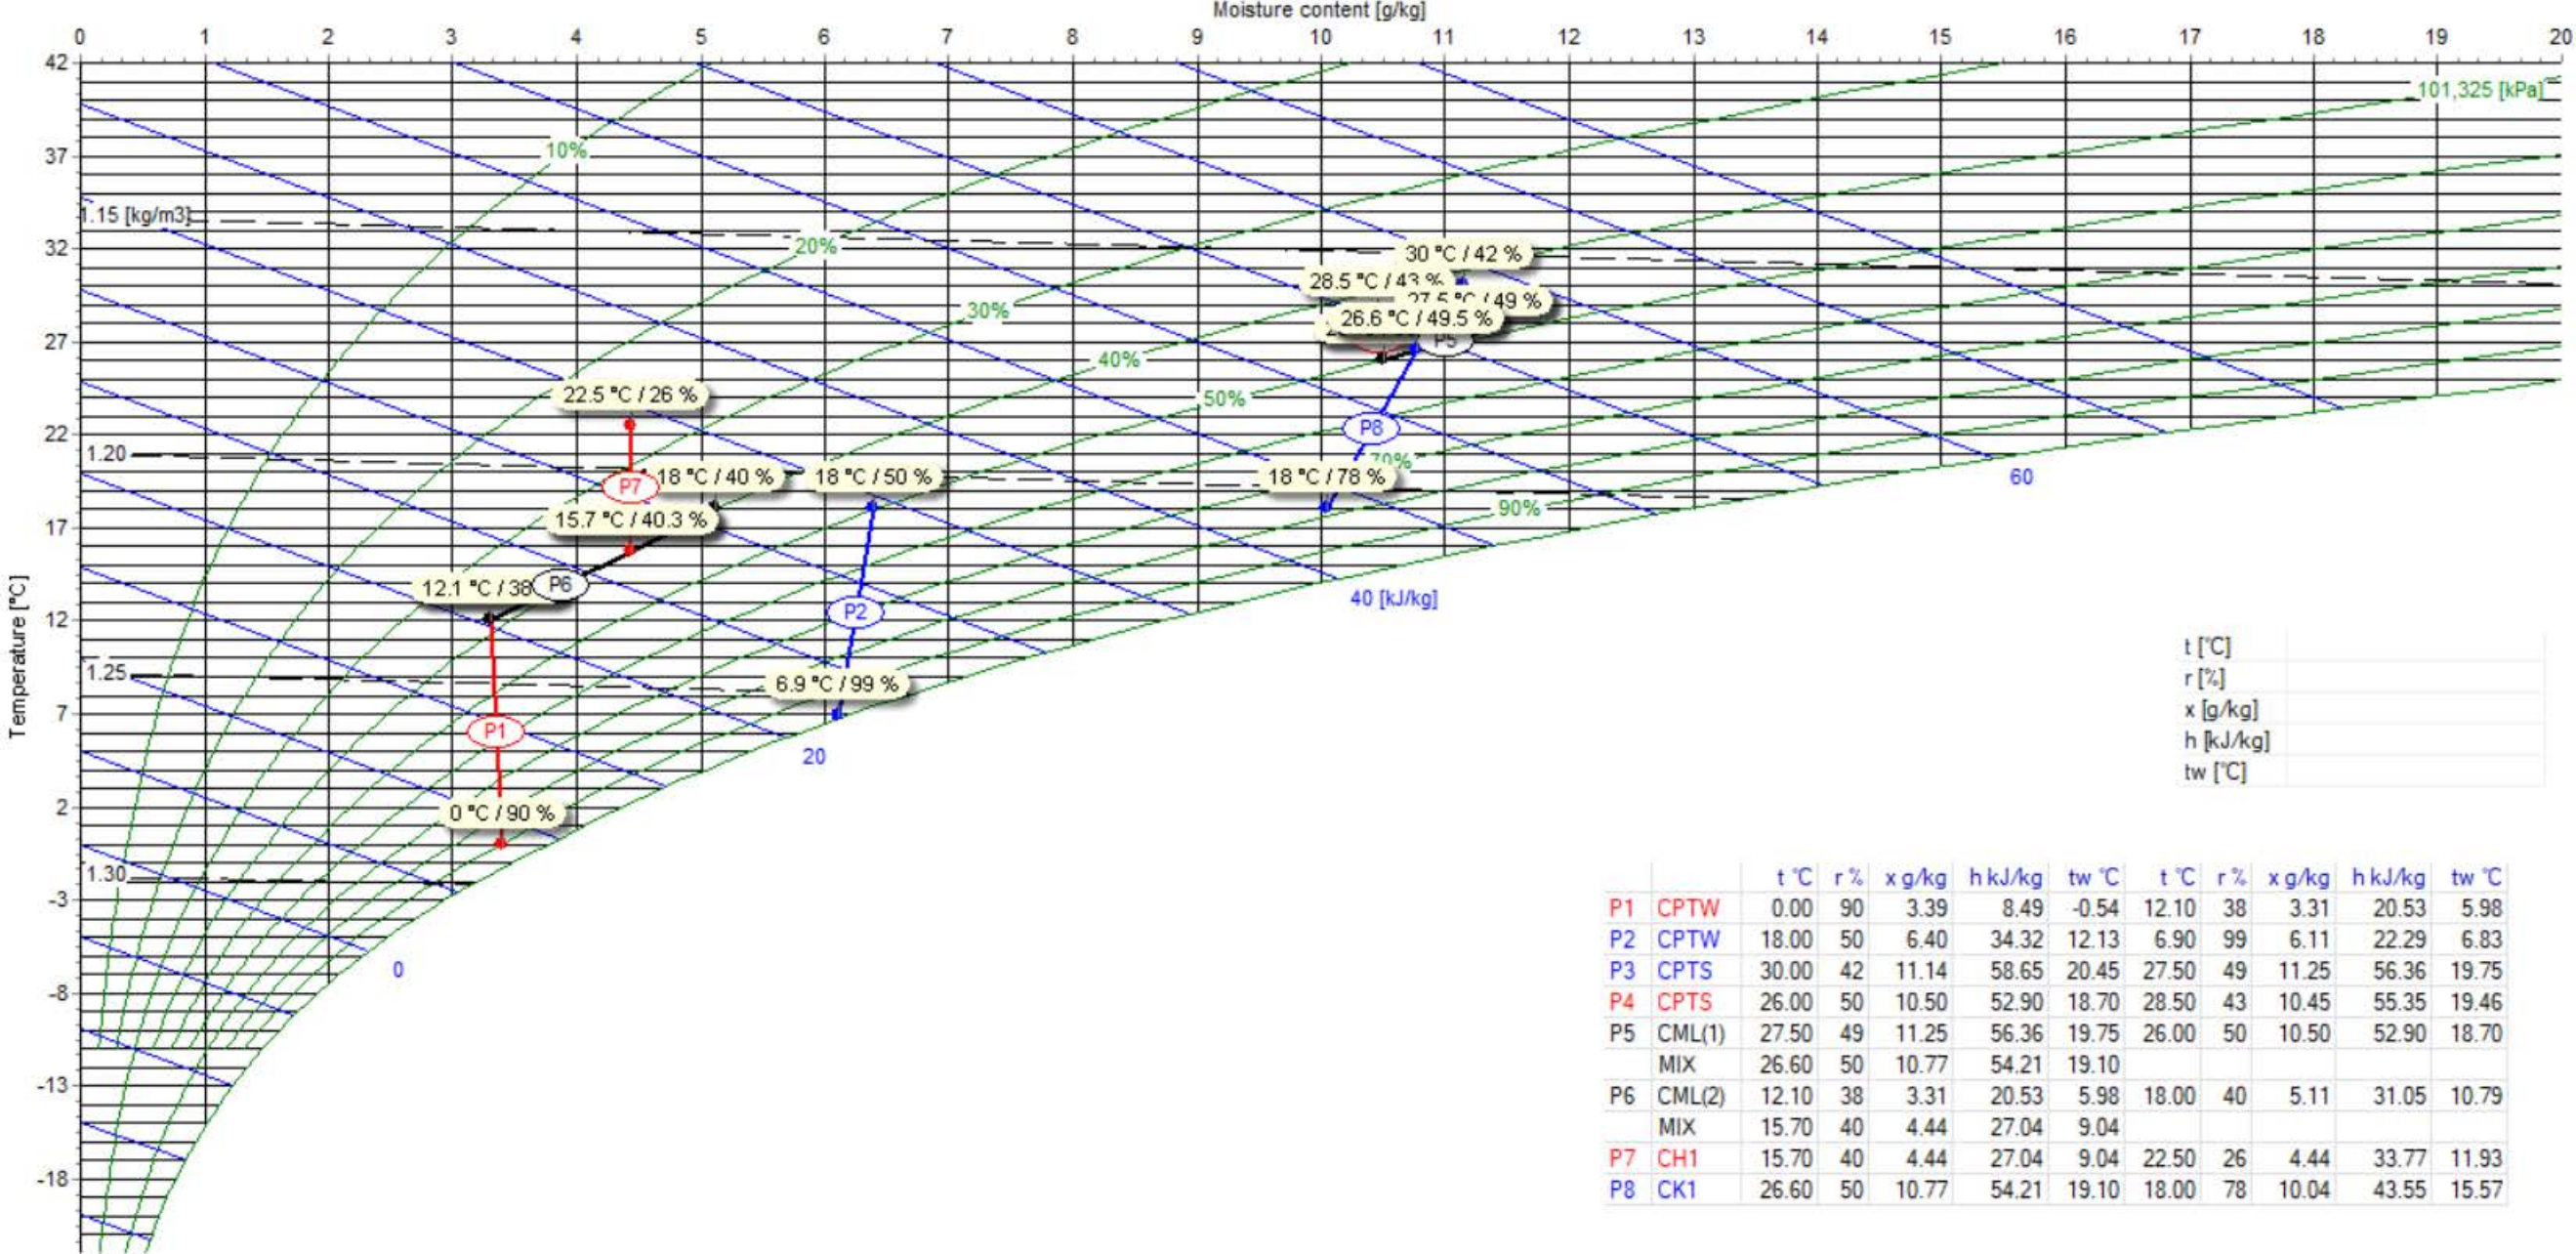 Moisture content [g/kg]
0 1 2 3 4 5 6 7 8 9 10 11 12 13 14 15 16 17 18 19 20
42
101,325 [kPa]
10%
37
1.15 [kg/m3]
20%
32
30 °C / 42 %
28.5 °C / 43 %
27.5 °C / 49 %
30%
26.6 °C / 49.5 %
27
P5
40%
22.5 °C / 26 %
50%
22
P8
1.20
70%
P7
18 °C / 40 %
18 °C / 50 %
18 °C / 78 %
90%
60
15.7 °C / 40.3 %
17
12.1 °C / 38
P6
40 [kJ/kg]
P2
12
Temperature [°C]
1.25
6.9 °C / 99 %
7
P1
20
t [°C]
r [%]
x [g/kg]
h [kJ/kg]
tw [°C]
2
0 °C / 90 %
1.30
-3
0
-8
-13
-18
t °C r % x g/kg h kJ/kg tw °C t °C r % x g/kg h kJ/kg tw °C
P1 CPTW 0.00 90 3.39 8.49 -0.54 12.10 38 3.31 20.53 5.98
P2 CPTW 18.00 50 6.40 34.32 12.13 6.90 99 6.11 22.29 6.83
P3 CPTS 30.00 42 11.14 58.65 20.45 27.50 49 11.25 56.36 19.75
P4 CPTS 26.00 50 10.50 52.90 18.70 28.50 43 10.45 55.35 19.46
P5 CML(1) 27.50 49 11.25 56.36 19.75 26.00 50 10.50 52.90 18.70
MIX 26.60 50 10.77 54.21 19.10
P6 CML(2) 12.10 38 3.31 20.53 5.98 18.00 40 5.11 31.05 10.79
MIX 15.70 40 4.44 27.04 9.04
P7 CH1 15.70 40 4.44 27.04 9.04 22.50 26 4.44 33.77 11.93
P8 CK1 26.60 50 10.77 54.21 19.10 18.00 78 10.04 43.55 15.57